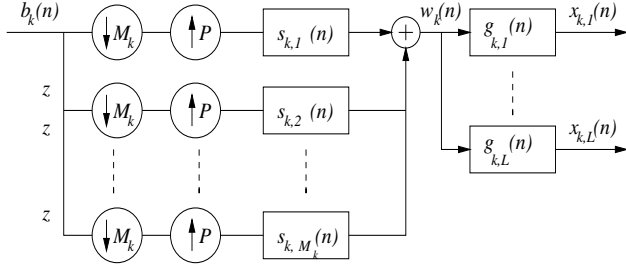 b_k(n) w_k(n) x_{k,1}(n)
↓M_k ↑P s_{k,1}(n) + g_{k,1}(n)
z
↓M_k ↑P s_{k,2}(n)
z
x_{k,L}(n)
g_{k,L}(n)
z
↓M_k ↑P s_{k,M_k}(n)